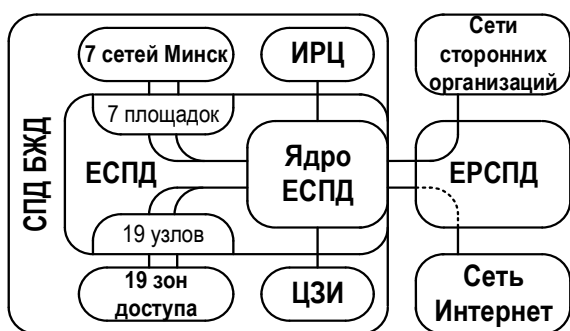 СПД БЖД
7 сетей Минск
ИРЦ
Сети
сторонних
организаций
7 площадок
ЕСПД
Ядро
ЕСПД
ЕРСПД
19 узлов
19 зон
доступа
ЦЗИ
Сеть
Интернет